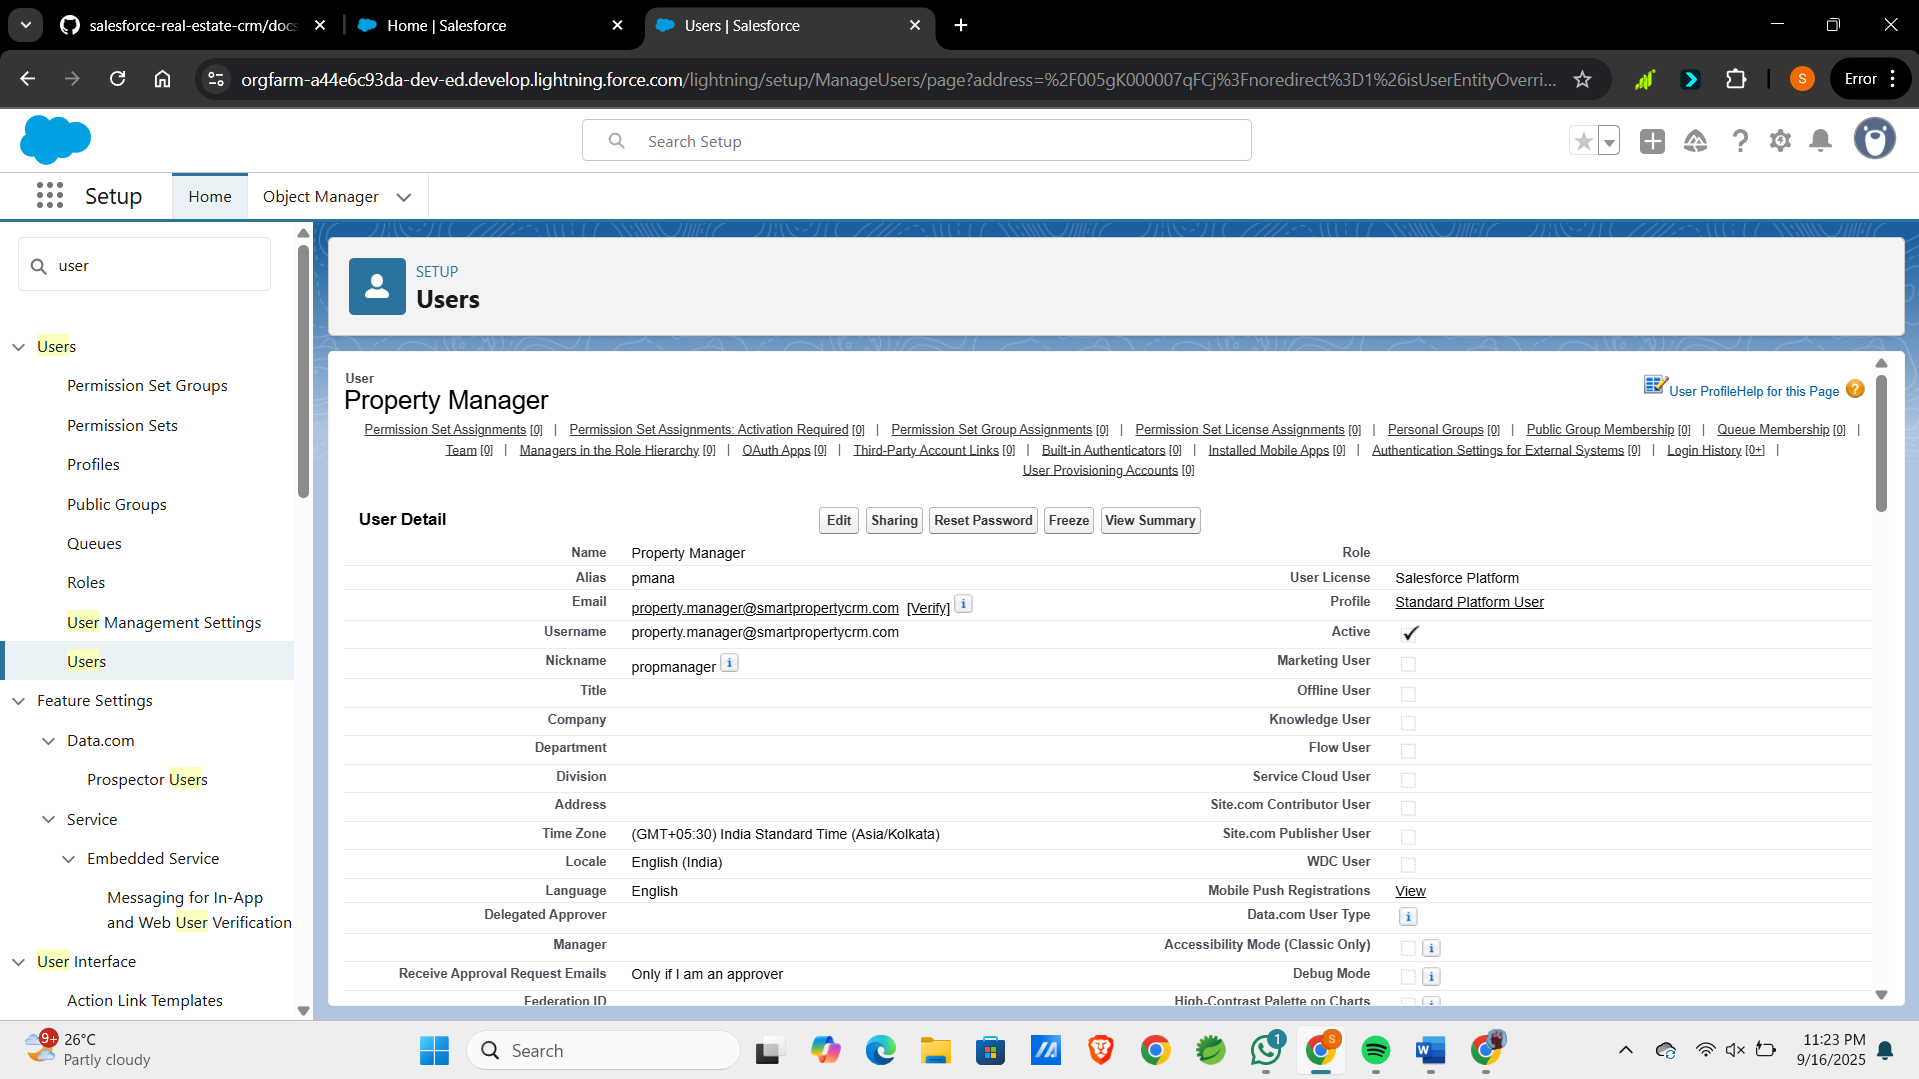 salesforce-real-estate-crm/docs
Home | Salesforce
Users | Salesforce
orgfarm-a44e6c93da-dev-ed.develop.lightning.force.com/lightning/setup/ManageUsers/page?address=%2F005gK000007qFCj%3Fnoredirect%3D1%26isUserEntityOverri...
S
Error
Search Setup
Setup
Home
Object Manager
user
Users
Permission Set Groups
Permission Sets
Profiles
Public Groups
Queues
Roles
User Management Settings
Users
Feature Settings
Data.com
Prospector Users
Service
Embedded Service
Messaging for In-App
and Web User Verification
User Interface
Action Link Templates
SETUP
Users
User
Property Manager
User Profile Help for this Page ?
Permission Set Assignments [0] | Permission Set Assignments: Activation Required [0] | Permission Set Group Assignments [0] | Permission Set License Assignments [0] | Personal Groups [0] | Public Group Membership [0] | Queue Membership [0] |
Team [0] | Managers in the Role Hierarchy [0] | OAuth Apps [0] | Third-Party Account Links [0] | Built-in Authenticators [0] | Installed Mobile Apps [0] | Authentication Settings for External Systems [0] | Login History [0+] |
User Provisioning Accounts [0]
User Detail
Edit Sharing Reset Password Freeze View Summary
Name Property Manager Role
Alias pmana User License Salesforce Platform
Email property.manager@smartpropertycrm.com [Verify] i Profile Standard Platform User
Username property.manager@smartpropertycrm.com Active
Nickname propmanager i Marketing User
Title Offline User
Company Knowledge User
Department Flow User
Division Service Cloud User
Address Site.com Contributor User
Time Zone (GMT+05:30) India Standard Time (Asia/Kolkata) Site.com Publisher User
Locale English (India) WDC User
Language English Mobile Push Registrations View
Delegated Approver Data.com User Type i
Manager Accessibility Mode (Classic Only) i
Receive Approval Request Emails Only if I am an approver Debug Mode i
Federation ID High-Contrast Palette on Charts i
9+
26°C
Partly cloudy
Search
1
S
W
11:23 PM
9/16/2025